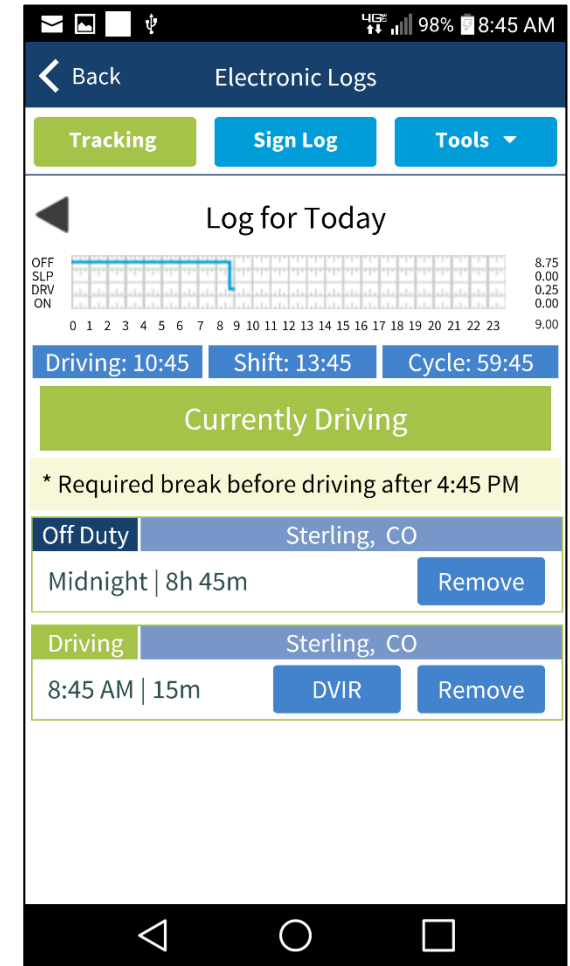 4G LTE 98% 8:45 AM
Back Electronic Logs
Tracking Sign Log Tools
Log for Today
OFF 8.75
SLP 0.00
DRV 0.25
ON 0.00
0 1 2 3 4 5 6 7 8 9 10 11 12 13 14 15 16 17 18 19 20 21 22 23 9.00
Driving: 10:45 Shift: 13:45 Cycle: 59:45
Currently Driving
* Required break before driving after 4:45 PM
Off Duty Sterling, CO
Midnight | 8h 45m Remove
Driving Sterling, CO
8:45 AM | 15m DVIR Remove